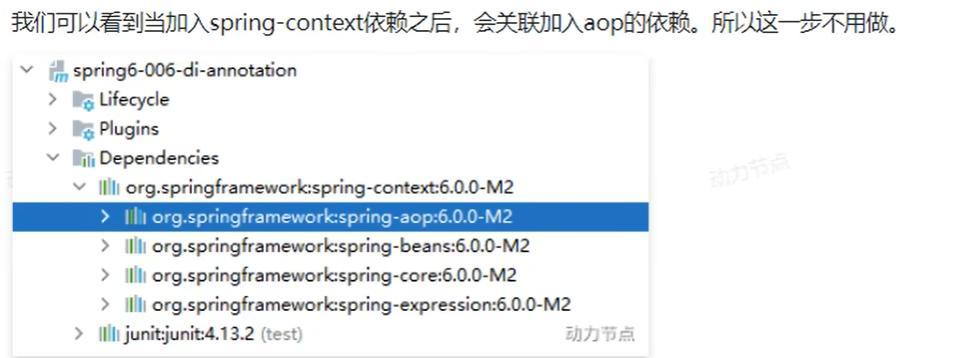 我们可以看到当加入spring-context依赖之后，会关联加入aop的依赖。所以这一步不用做。
spring6-006-di-annotation
Lifecycle
Plugins
Dependencies
org.springframework:spring-context:6.0.0-M2
org.springframework:spring-aop:6.0.0-M2
org.springframework:spring-beans:6.0.0-M2
org.springframework:spring-core:6.0.0-M2
org.springframework:spring-expression:6.0.0-M2
junit:junit:4.13.2 (test)
动力节点
动力节点